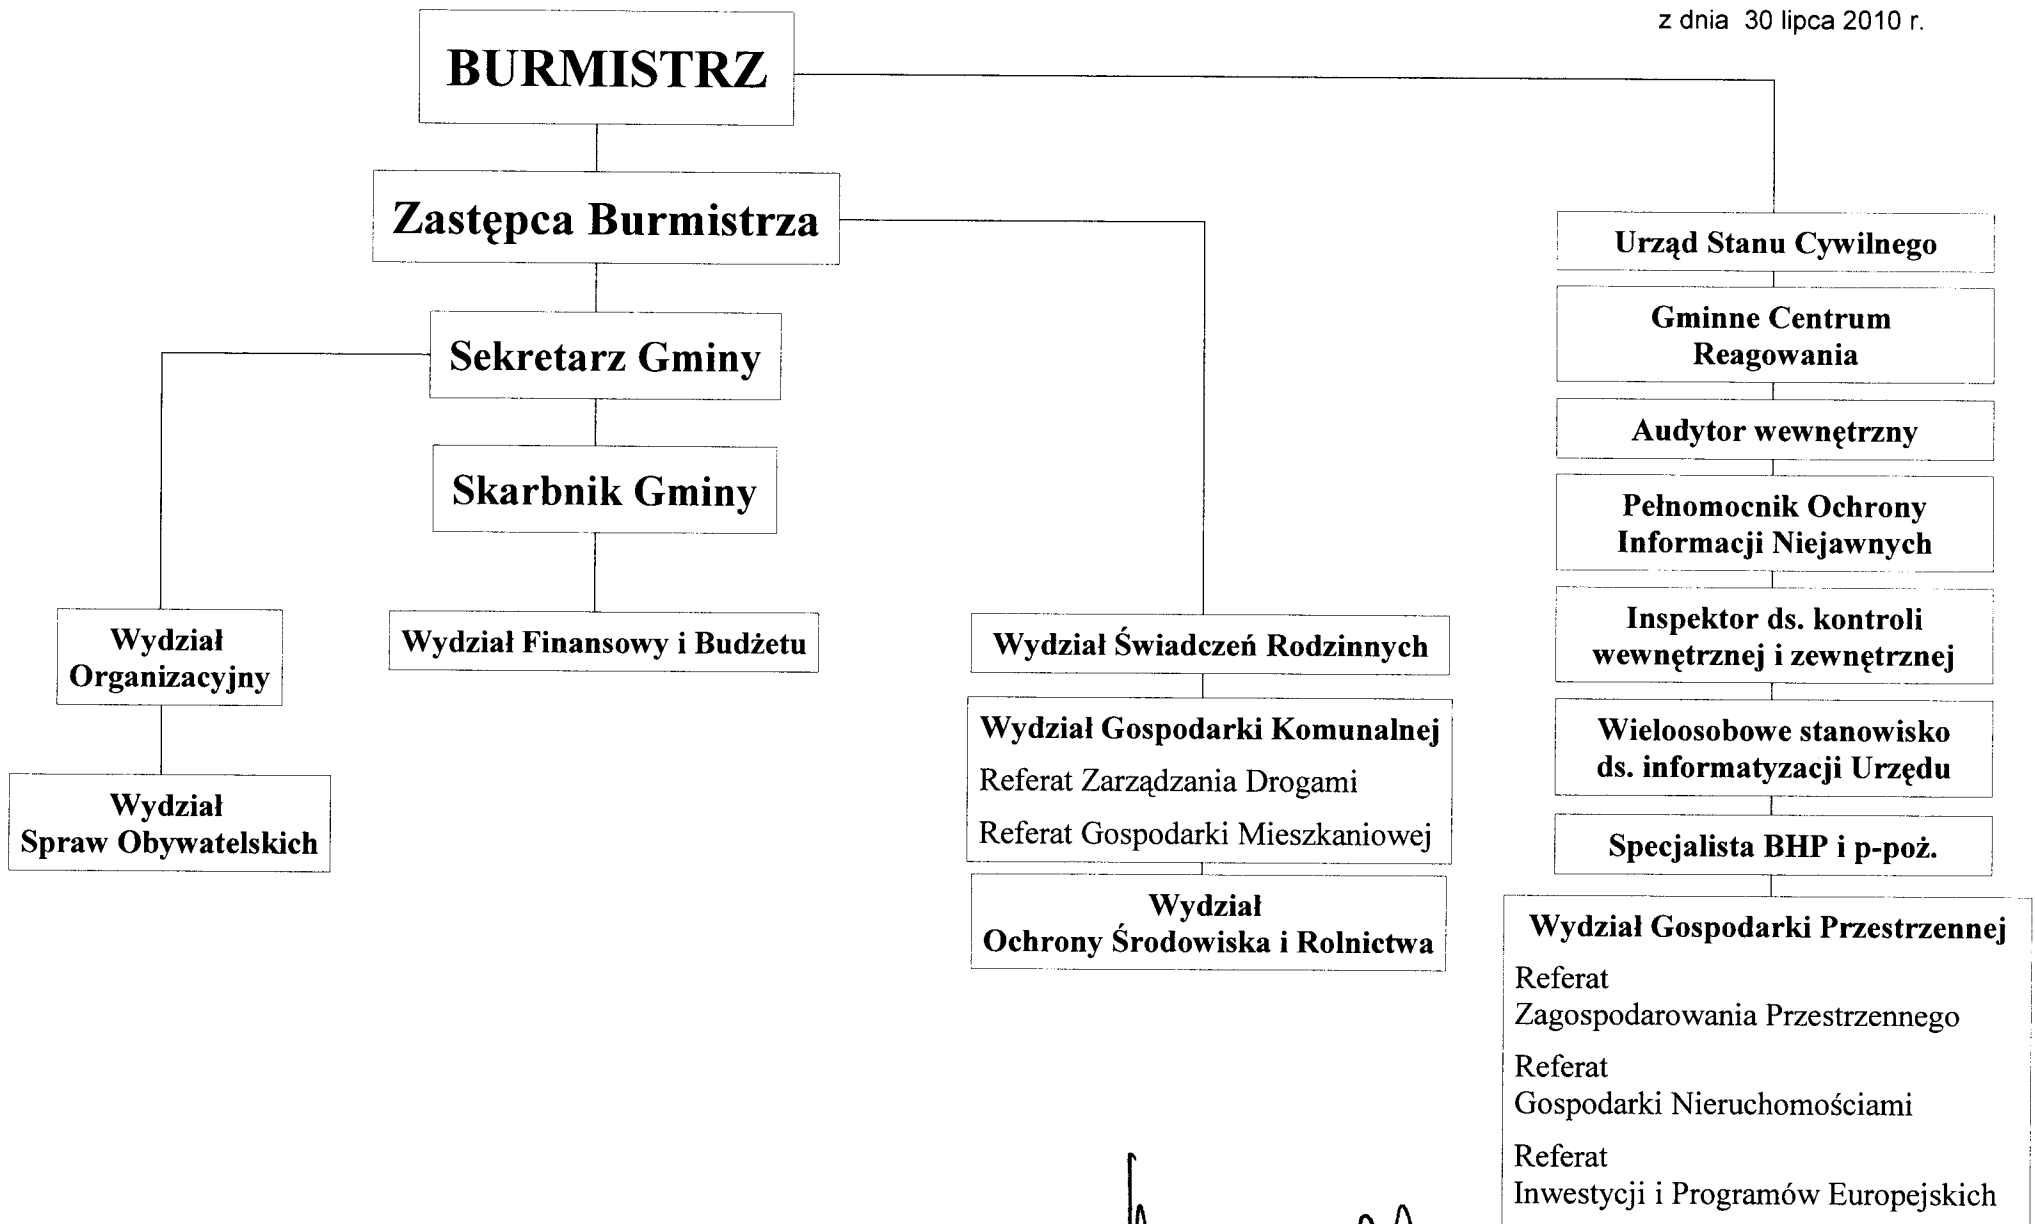 z dnia 30 lipca 2010 r.
BURMISTRZ
Zastępca Burmistrza
Sekretarz Gminy
Skarbnik Gminy
Wydział
Organizacyjny
Wydział
Spraw Obywatelskich
Wydział Finansowy i Budżetu
Wydział Świadczeń Rodzinnych
Wydział Gospodarki Komunalnej
Referat Zarządzania Drogami
Referat Gospodarki Mieszkaniowej
Wydział
Ochrony Środowiska i Rolnictwa
Urząd Stanu Cywilnego
Gminne Centrum
Reagowania
Audytor wewnętrzny
Pełnomocnik Ochrony
Informacji Niejawnych
Inspektor ds. kontroli
wewnętrznej i zewnętrznej
Wieloosobowe stanowisko
ds. informatyzacji Urzędu
Specjalista BHP i p-poż.
Wydział Gospodarki Przestrzennej
Referat
Zagospodarowania Przestrzennego
Referat
Gospodarki Nieruchomościami
Referat
Inwestycji i Programów Europejskich